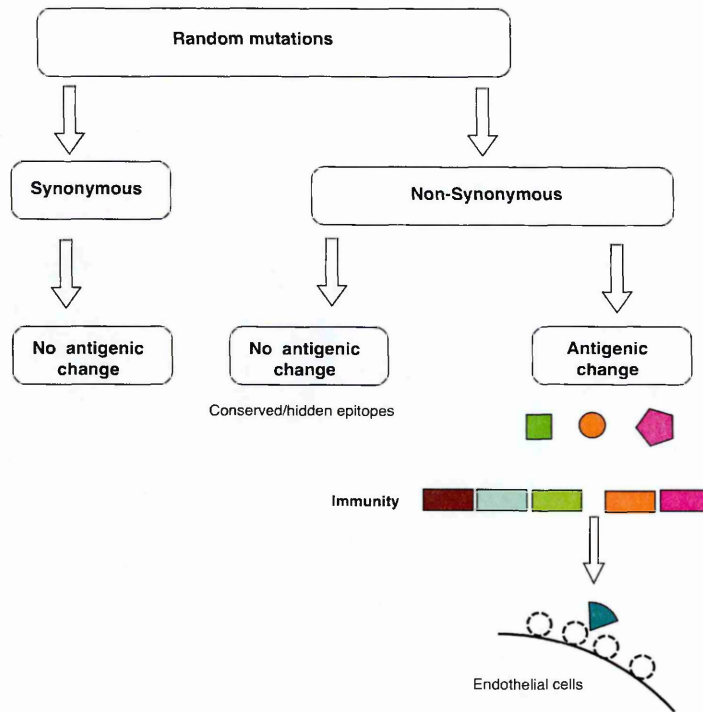 Random mutations
Synonymous
Non-Synonymous
No antigenic
change
No antigenic
change
Antigenic
change
Conserved/hidden epitopes
Immunity
Endothelial cells